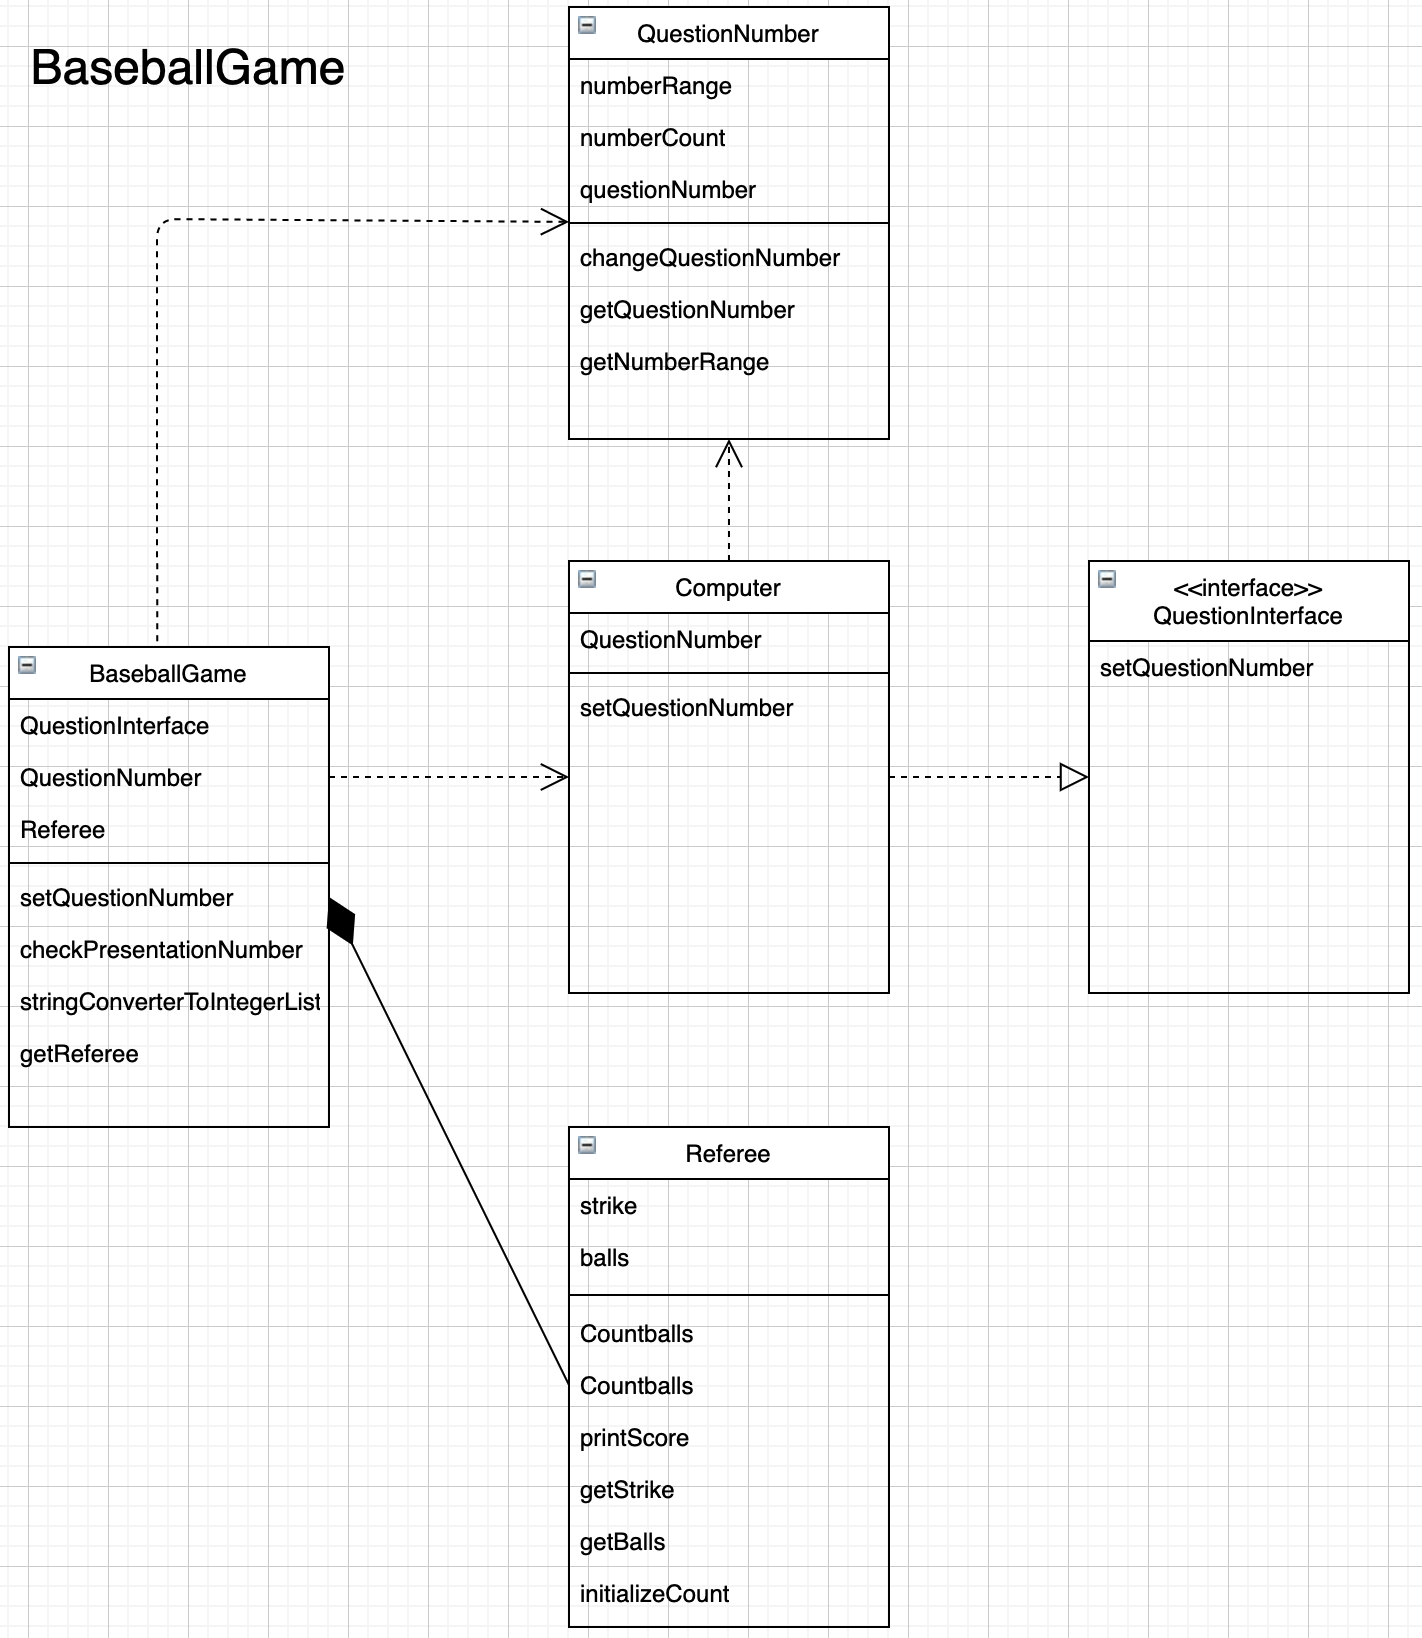 BaseballGame
QuestionNumber
numberRange
numberCount
questionNumber
changeQuestionNumber
getQuestionNumber
getNumberRange
BaseballGame
QuestionInterface
QuestionNumber
Referee
setQuestionNumber
checkPresentationNumber
stringConverterToIntegerList
getReferee
Computer
QuestionNumber
setQuestionNumber
<<interface>>
QuestionInterface
setQuestionNumber
Referee
strike
balls
Countballs
Countballs
printScore
getStrike
getBalls
initializeCount